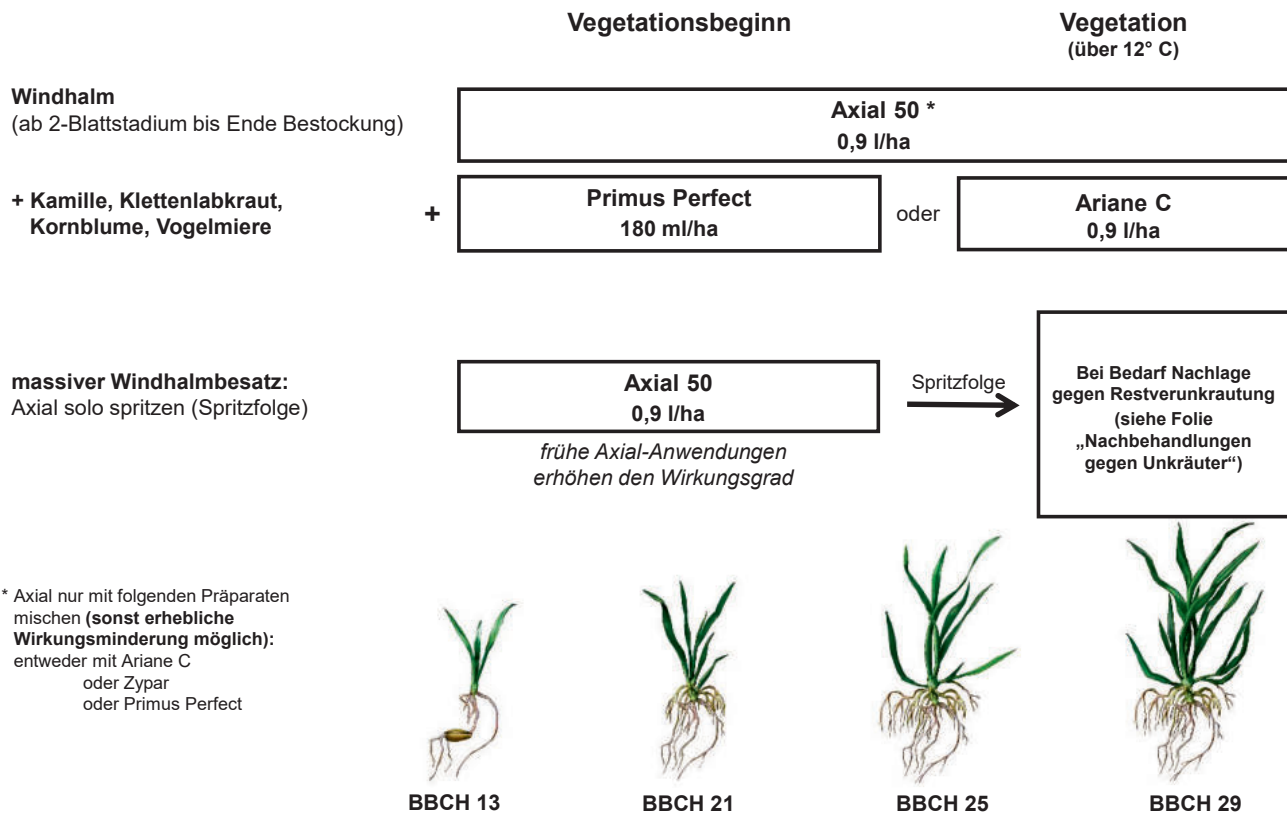 Vegetationsbeginn
Vegetation
(über 12° C)
Windhalm
(ab 2-Blattstadium bis Ende Bestockung)
Axial 50 *
0,9 l/ha
+ Kamille, Klettenlabkraut,
Kornblume, Vogelmiere
+
Primus Perfect
180 ml/ha
oder
Ariane C
0,9 l/ha
massiver Windhalmbesatz:
Axial solo spritzen (Spritzfolge)
Axial 50
0,9 l/ha
frühe Axial-Anwendungen
erhöhen den Wirkungsgrad
Spritzfolge
Bei Bedarf Nachlage
gegen Restverunkrautung
(siehe Folie
„Nachbehandlungen
gegen Unkräuter“)
* Axial nur mit folgenden Präparaten
mischen (sonst erhebliche
Wirkungsminderung möglich):
entweder mit Ariane C
oder Zypar
oder Primus Perfect
BBCH 13
BBCH 21
BBCH 25
BBCH 29